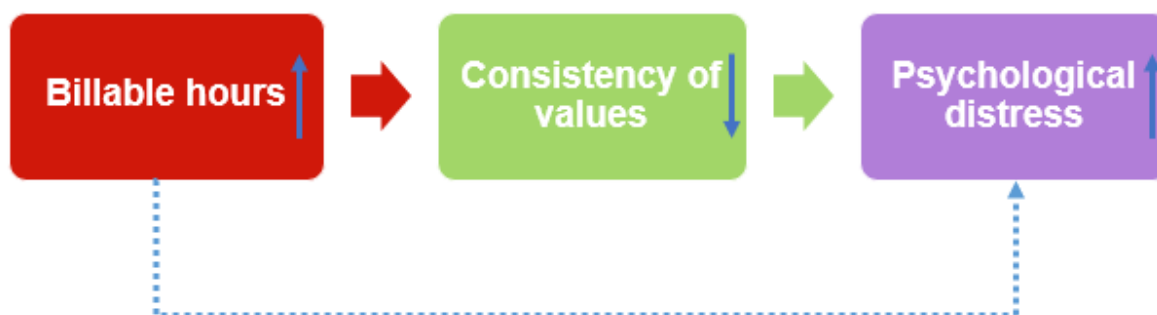 Billable hours
Consistency of
values
Psychological
distress